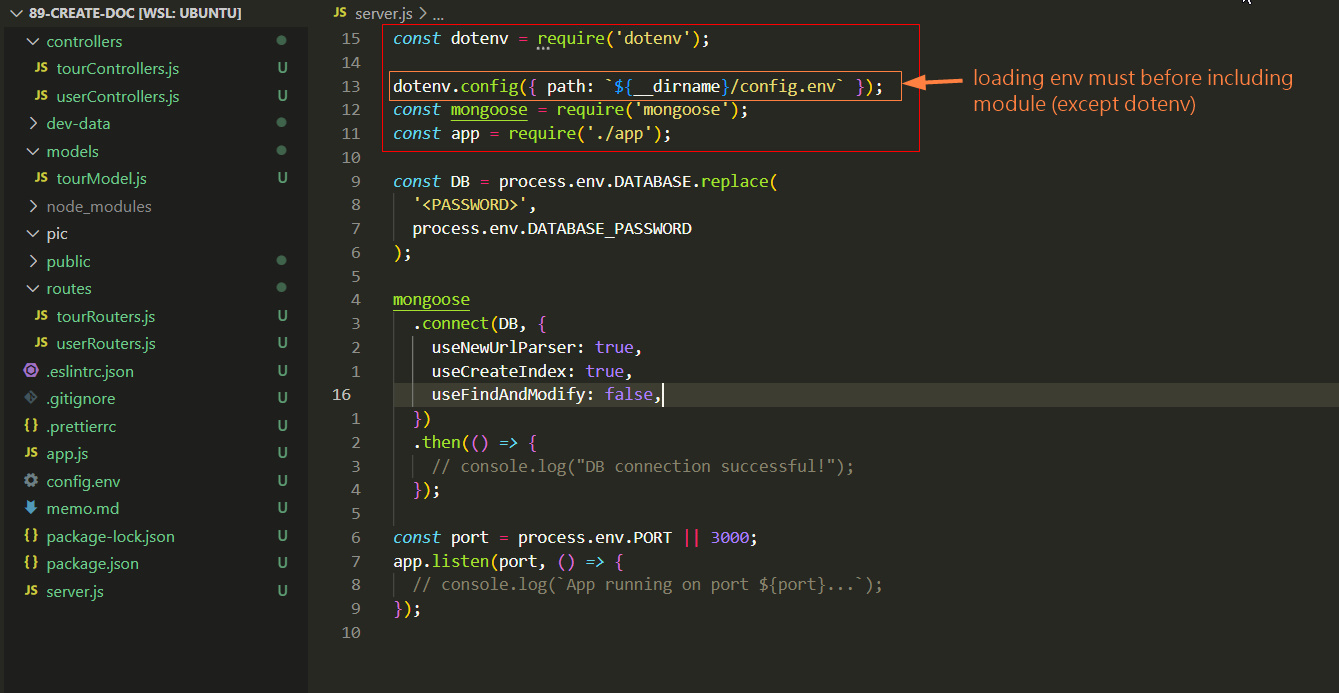 89-CREATE-DOC [WSL: UBUNTU]
controllers
JS tourControllers.js U
JS userControllers.js U
dev-data
models
JS tourModel.js U
node_modules
pic
public
routes
JS tourRouters.js U
JS userRouters.js U
.eslintrc.json U
.gitignore U
{} .prettierrc U
JS app.js U
config.env U
memo.md U
{} package-lock.json U
{} package.json U
JS server.js U
JS server.js > ...
15 const dotenv = require('dotenv');
14
13 dotenv.config({ path: `${__dirname}/config.env` });
12 const mongoose = require('mongoose');
11 const app = require('./app');
10
9 const DB = process.env.DATABASE.replace(
8 '<PASSWORD>',
7 process.env.DATABASE_PASSWORD
6 );
5
4 mongoose
3 .connect(DB, {
2 useNewUrlParser: true,
1 useCreateIndex: true,
16 useFindAndModify: false,
1 })
2 .then(() => {
3 // console.log("DB connection successful!");
4 });
5
6 const port = process.env.PORT || 3000;
7 app.listen(port, () => {
8 // console.log(`App running on port ${port}...`);
9 });
10
loading env must before including
module (except dotenv)